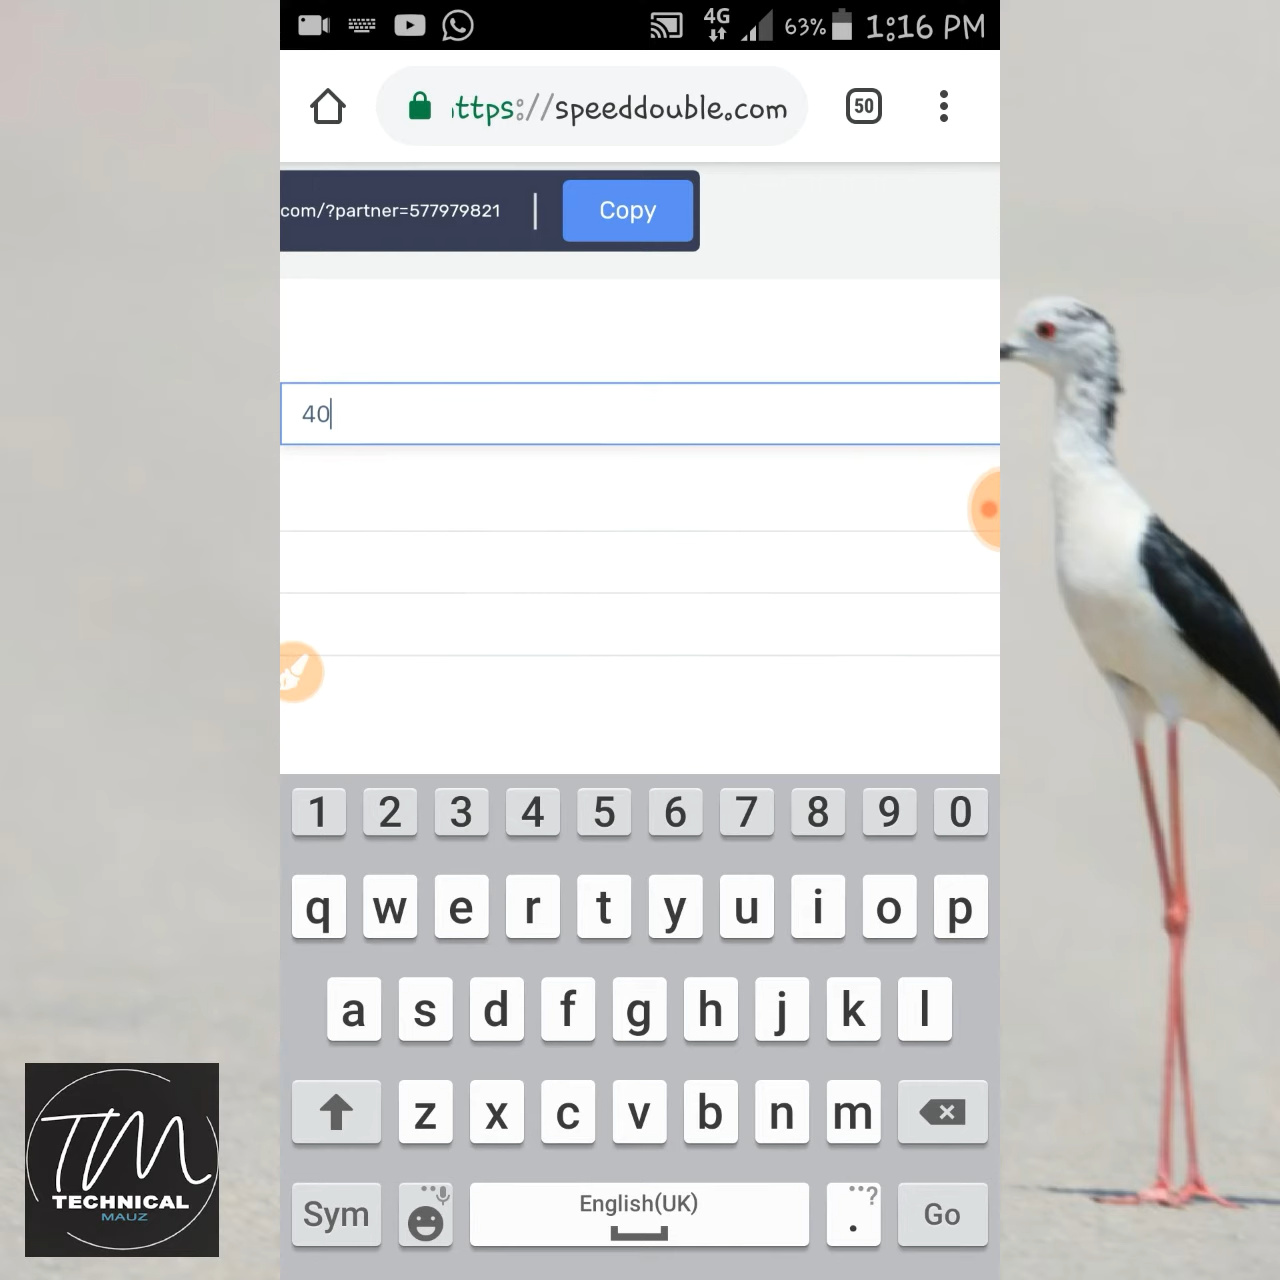 4G 63% 1:16 PM
ttps://speeddouble.com 50
com/?partner=577979821 Copy
40
1 2 3 4 5 6 7 8 9 0
q w e r t y u i o p
a s d f g h j k l
z x c v b n m
Sym English(UK) . ? Go
TM
TECHNICAL
MAUZ